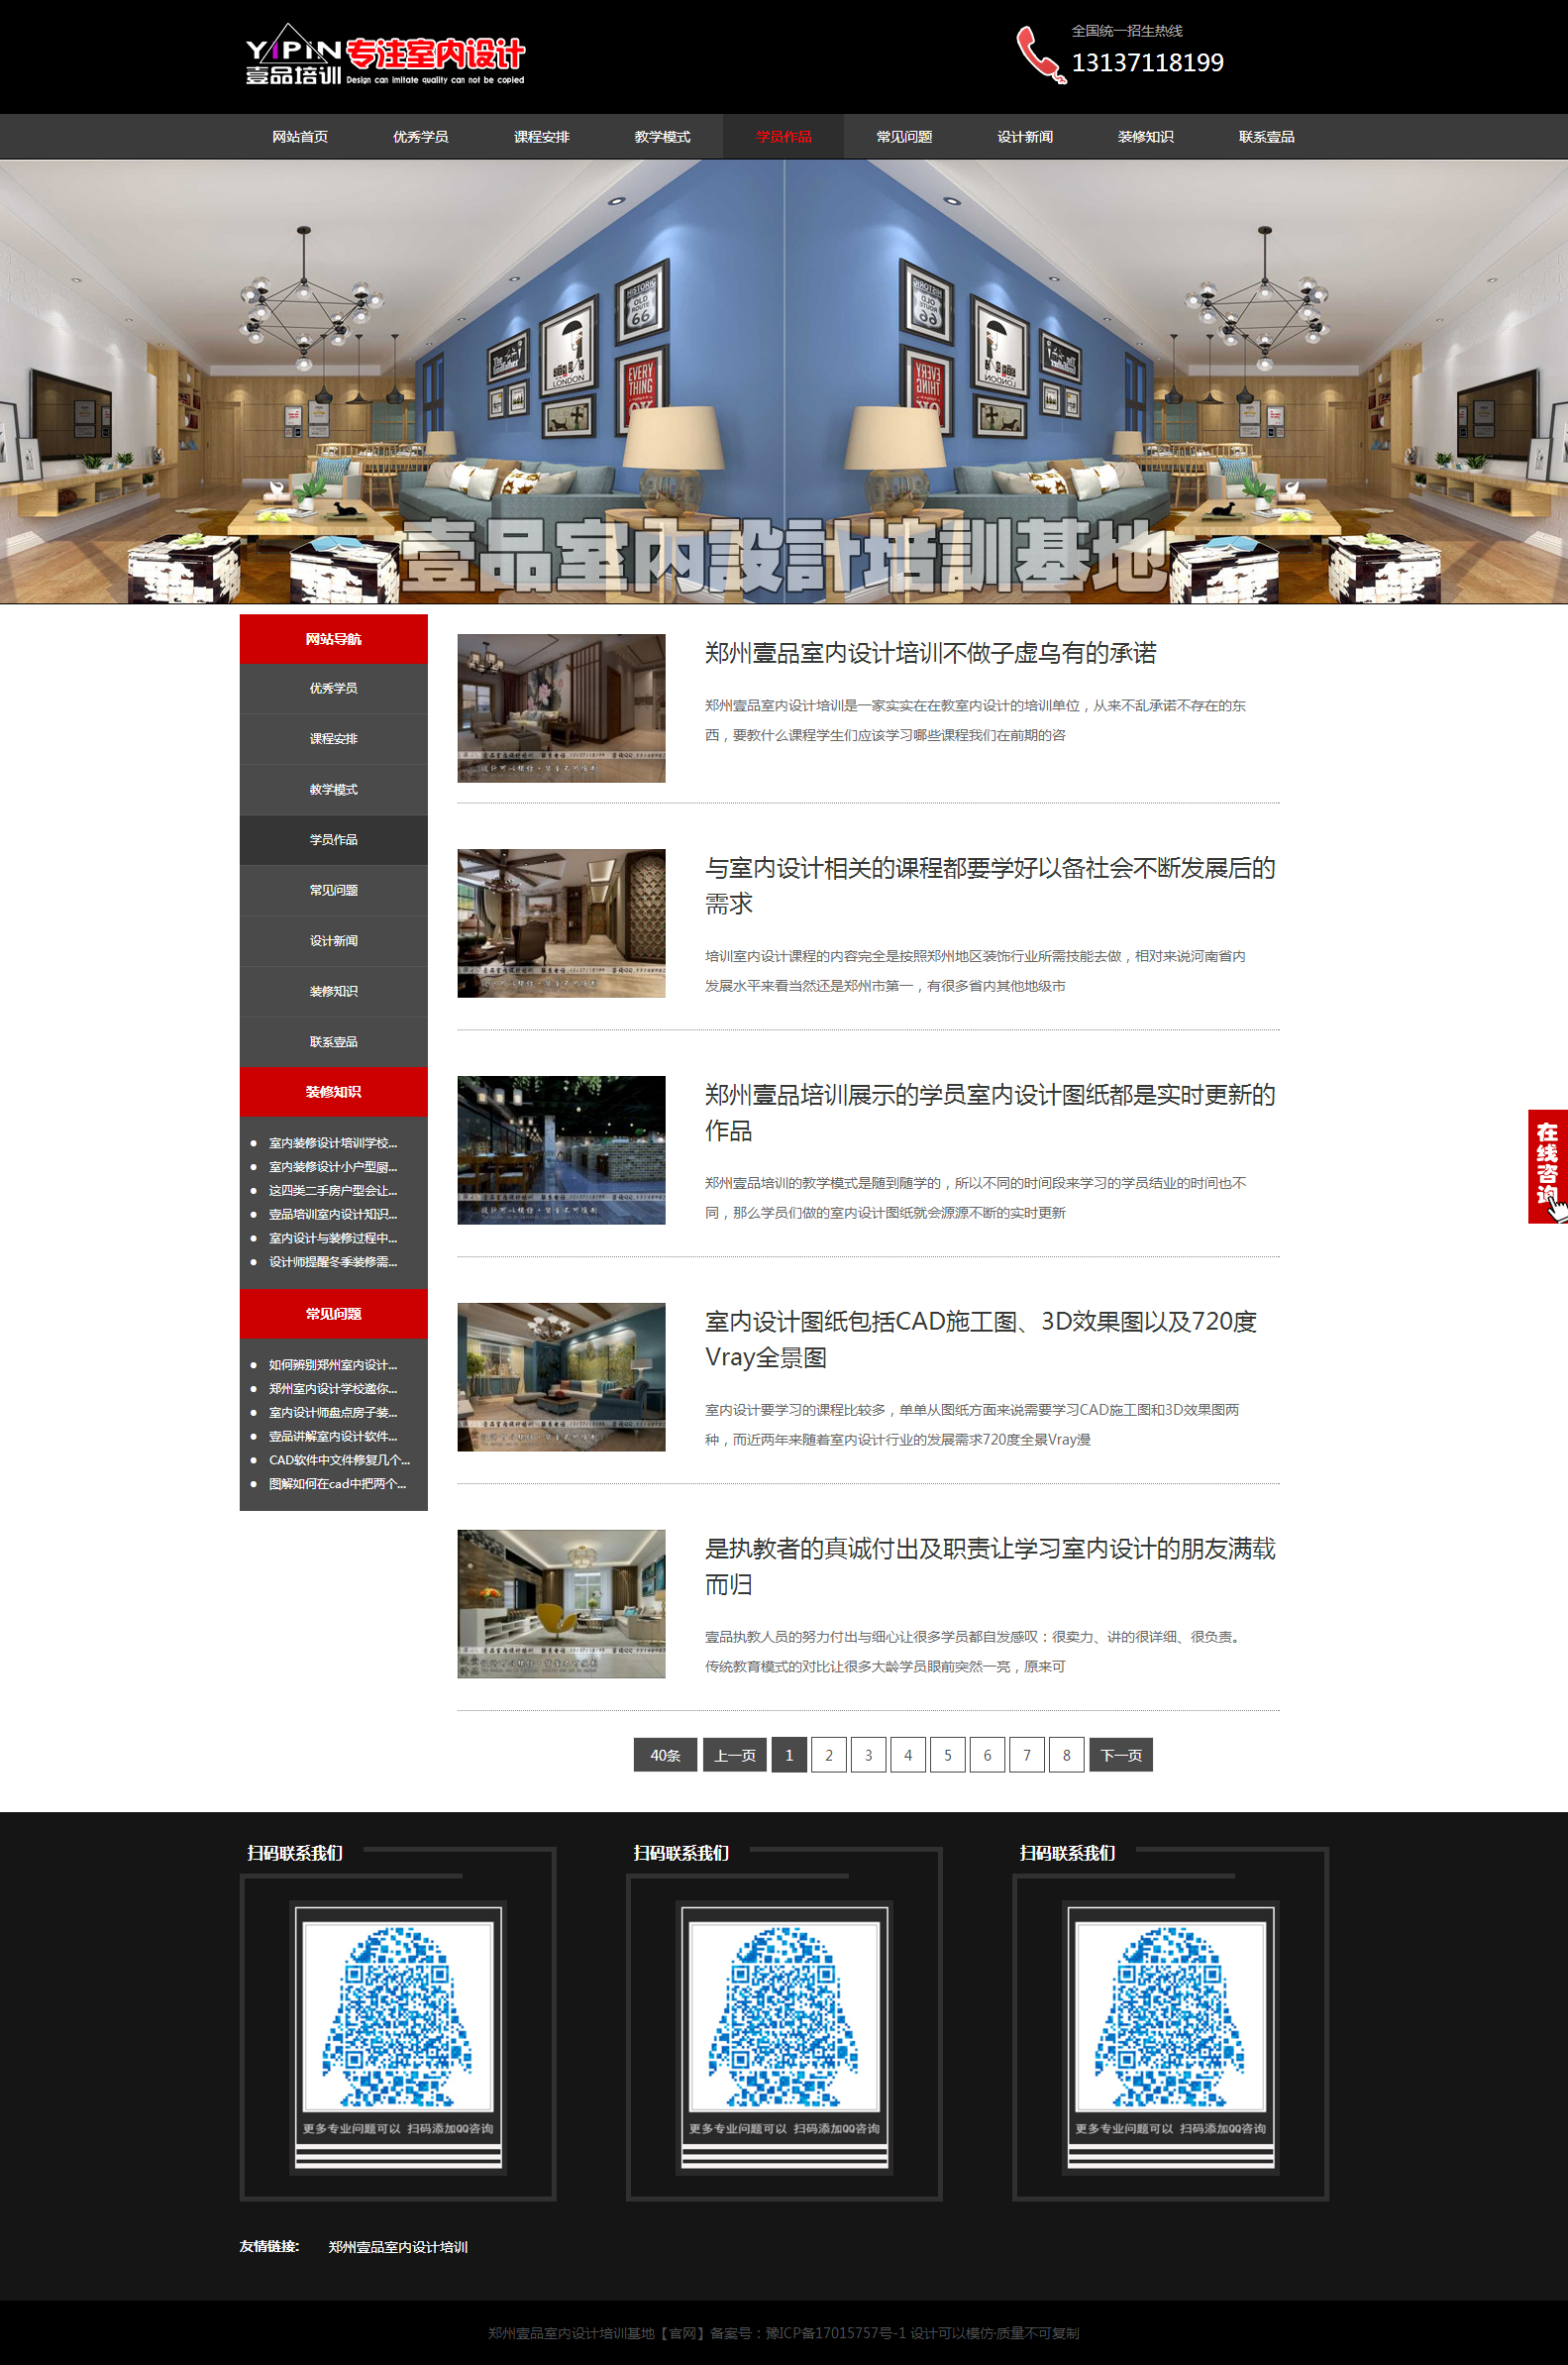 YIPIN
壹品培训
专注室内设计
Design can imitate quality can not be copied
全国统一招生热线
13137118199
网站首页
优秀学员
课程安排
教学模式
学员作品
常见问题
设计新闻
装修知识
联系壹品
HISTORIC
OLD
ROUTE
66
LONDON
EVERY
THING
OK
壹品室内設計培訓基地
网站导航
优秀学员
课程安排
教学模式
学员作品
常见问题
设计新闻
装修知识
联系壹品
装修知识
室内装修设计培训学校...
室内装修设计小户型厨...
这四类二手房户型会让...
壹品培训室内设计知识...
室内设计与装修过程中...
设计师提醒冬季装修需...
常见问题
如何辨别郑州室内设计...
郑州室内设计学校邀你...
室内设计师盘点房子装...
壹品讲解室内设计软件...
CAD软件中文件修复几个...
图解如何在cad中把两个...
郑州壹品室内设计培训不做子虚乌有的承诺
郑州壹品室内设计培训是一家实实在在教室内设计的培训单位，从来不乱承诺不存在的东
西，要教什么课程学生们应该学习哪些课程我们在前期的咨
与室内设计相关的课程都要学好以备社会不断发展后的
需求
培训室内设计课程的内容完全是按照郑州地区装饰行业所需技能去做，相对来说河南省内
发展水平来看当然还是郑州市第一，有很多省内其他地级市
郑州壹品培训展示的学员室内设计图纸都是实时更新的
作品
郑州壹品培训的教学模式是随到随学的，所以不同的时间段来学习的学员结业的时间也不
同，那么学员们做的室内设计图纸就会源源不断的实时更新
室内设计图纸包括CAD施工图、3D效果图以及720度
Vray全景图
室内设计要学习的课程比较多，单单从图纸方面来说需要学习CAD施工图和3D效果图两
种，而近两年来随着室内设计行业的发展需求720度全景Vray漫
是执教者的真诚付出及职责让学习室内设计的朋友满载
而归
壹品执教人员的努力付出与细心让很多学员都自发感叹：很卖力、讲的很详细、很负责。
传统教育模式的对比让很多大龄学员眼前突然一亮，原来可
40条 上一页 1 2 3 4 5 6 7 8 下一页
在线咨询
扫码联系我们
更多专业问题可以 扫码添加QQ咨询
扫码联系我们
更多专业问题可以 扫码添加QQ咨询
扫码联系我们
更多专业问题可以 扫码添加QQ咨询
友情链接: 郑州壹品室内设计培训
郑州壹品室内设计培训基地【官网】备案号：豫ICP备17015757号-1 设计可以模仿·质量不可复制